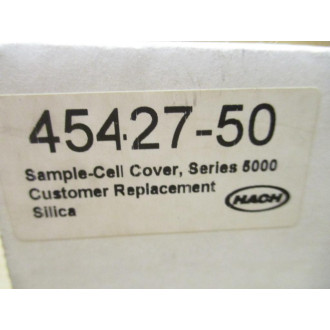 45427-50
Sample-Cell Cover, Series 5000
Customer Replacement
Silica
HACH